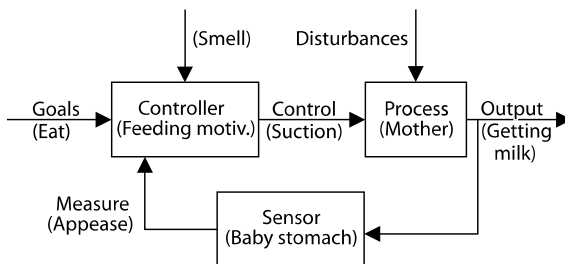 (Smell)
Disturbances
Goals
(Eat)
Controller
(Feeding motiv.)
Control
(Suction)
Process
(Mother)
Output
(Getting
milk)
Measure
(Appease)
Sensor
(Baby stomach)